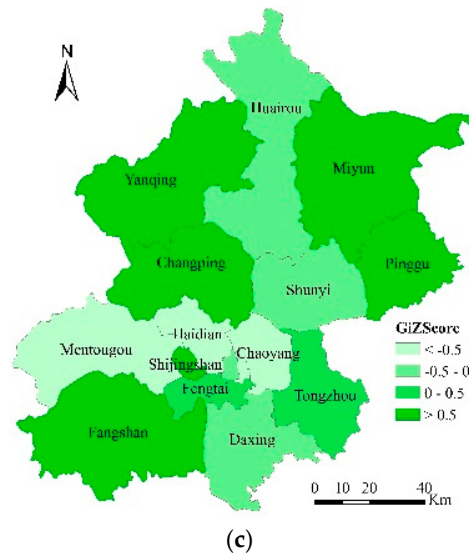 N
Huairou
Miyun
Yanqing
Changping
Pinggu
Shunyi
GiZScore
< -0.5
-0.5 - 0
0 - 0.5
> 0.5
Haidian
Mentougou
Chaoyang
Shijingshan
Fengtai
Tongzhou
Fangshan
Daxing
0 10 20 40
Km
(c)